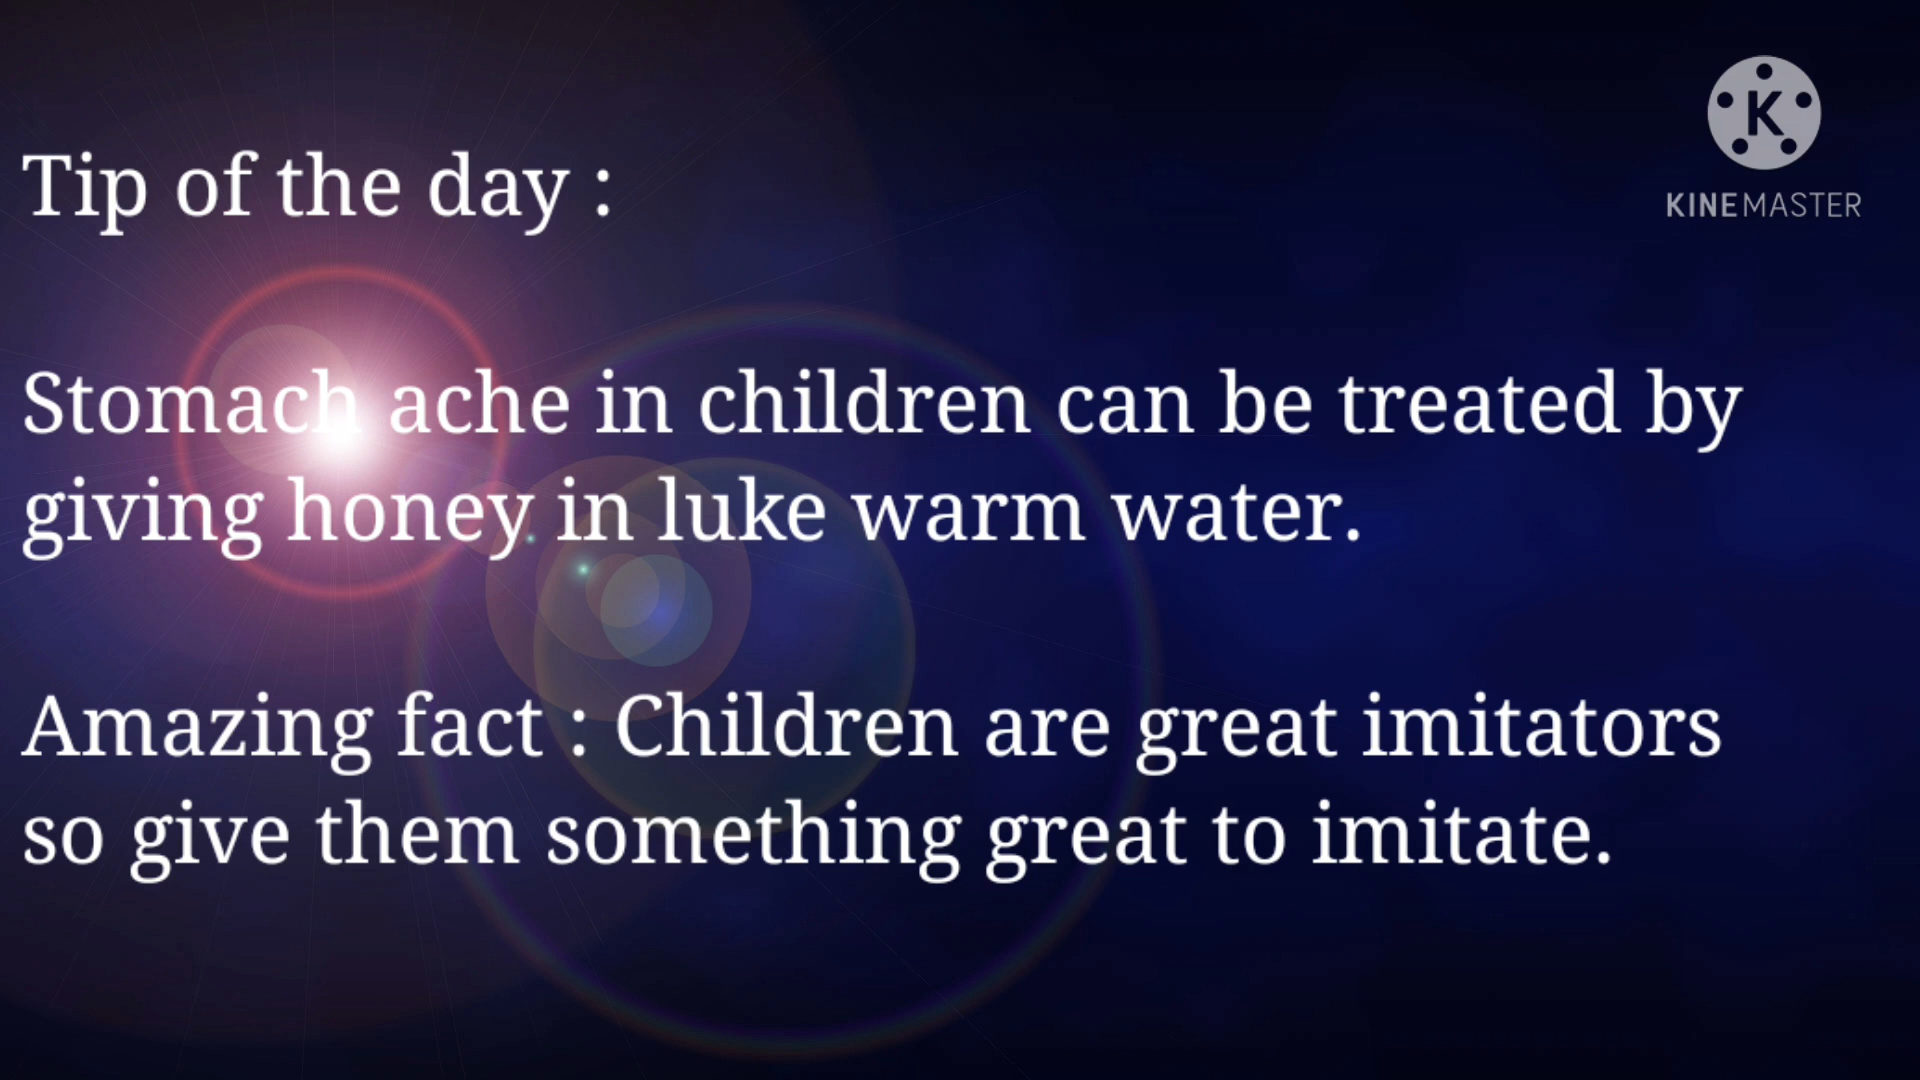 KINEMASTER
Tip of the day :
Stomach ache in children can be treated by
giving honey in luke warm water.
Amazing fact : Children are great imitators
so give them something great to imitate.